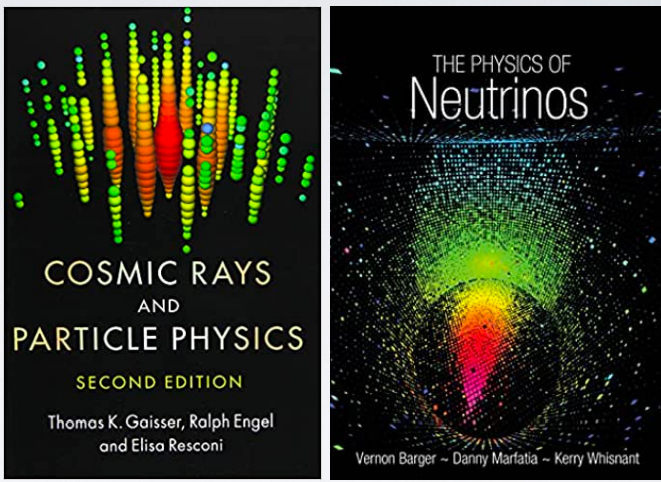 COSMIC RAYS
AND
PARTICLE PHYSICS
SECOND EDITION
Thomas K. Gaisser, Ralph Engel
and Elisa Resconi
THE PHYSICS OF
Neutrinos
Vernon Barger ~ Danny Marfatia ~ Kerry Whisnant